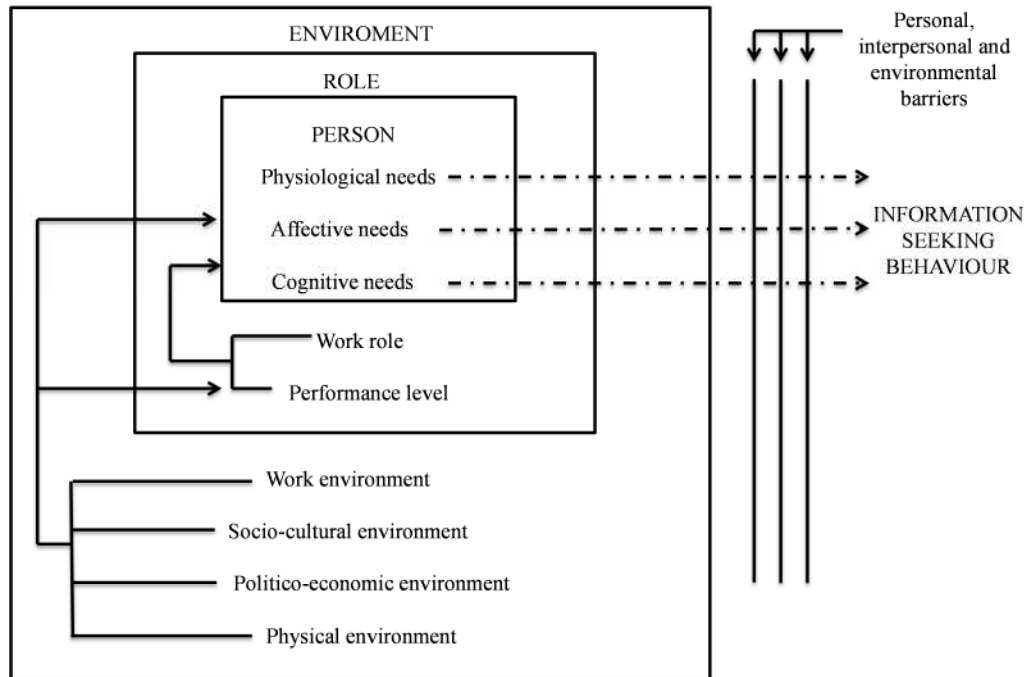 ENVIROMENT
ROLE
PERSON
Physiological needs
Affective needs
Cognitive needs
Work role
Performance level
Work environment
Socio-cultural environment
Politico-economic environment
Physical environment
Personal,
interpersonal and
environmental
barriers
INFORMATION
SEEKING
BEHAVIOUR